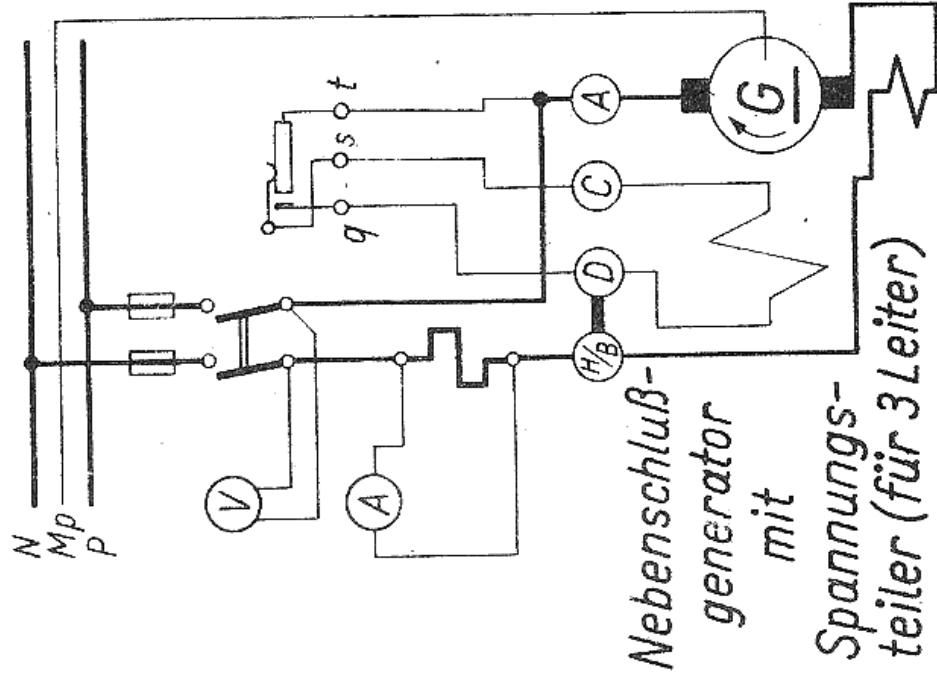 N
Mp
P
V
A
q
s
t
H/B
D
C
A
G
Nebenschluß-
generator
mit
Spannungs-
teiler (für 3 Leiter)